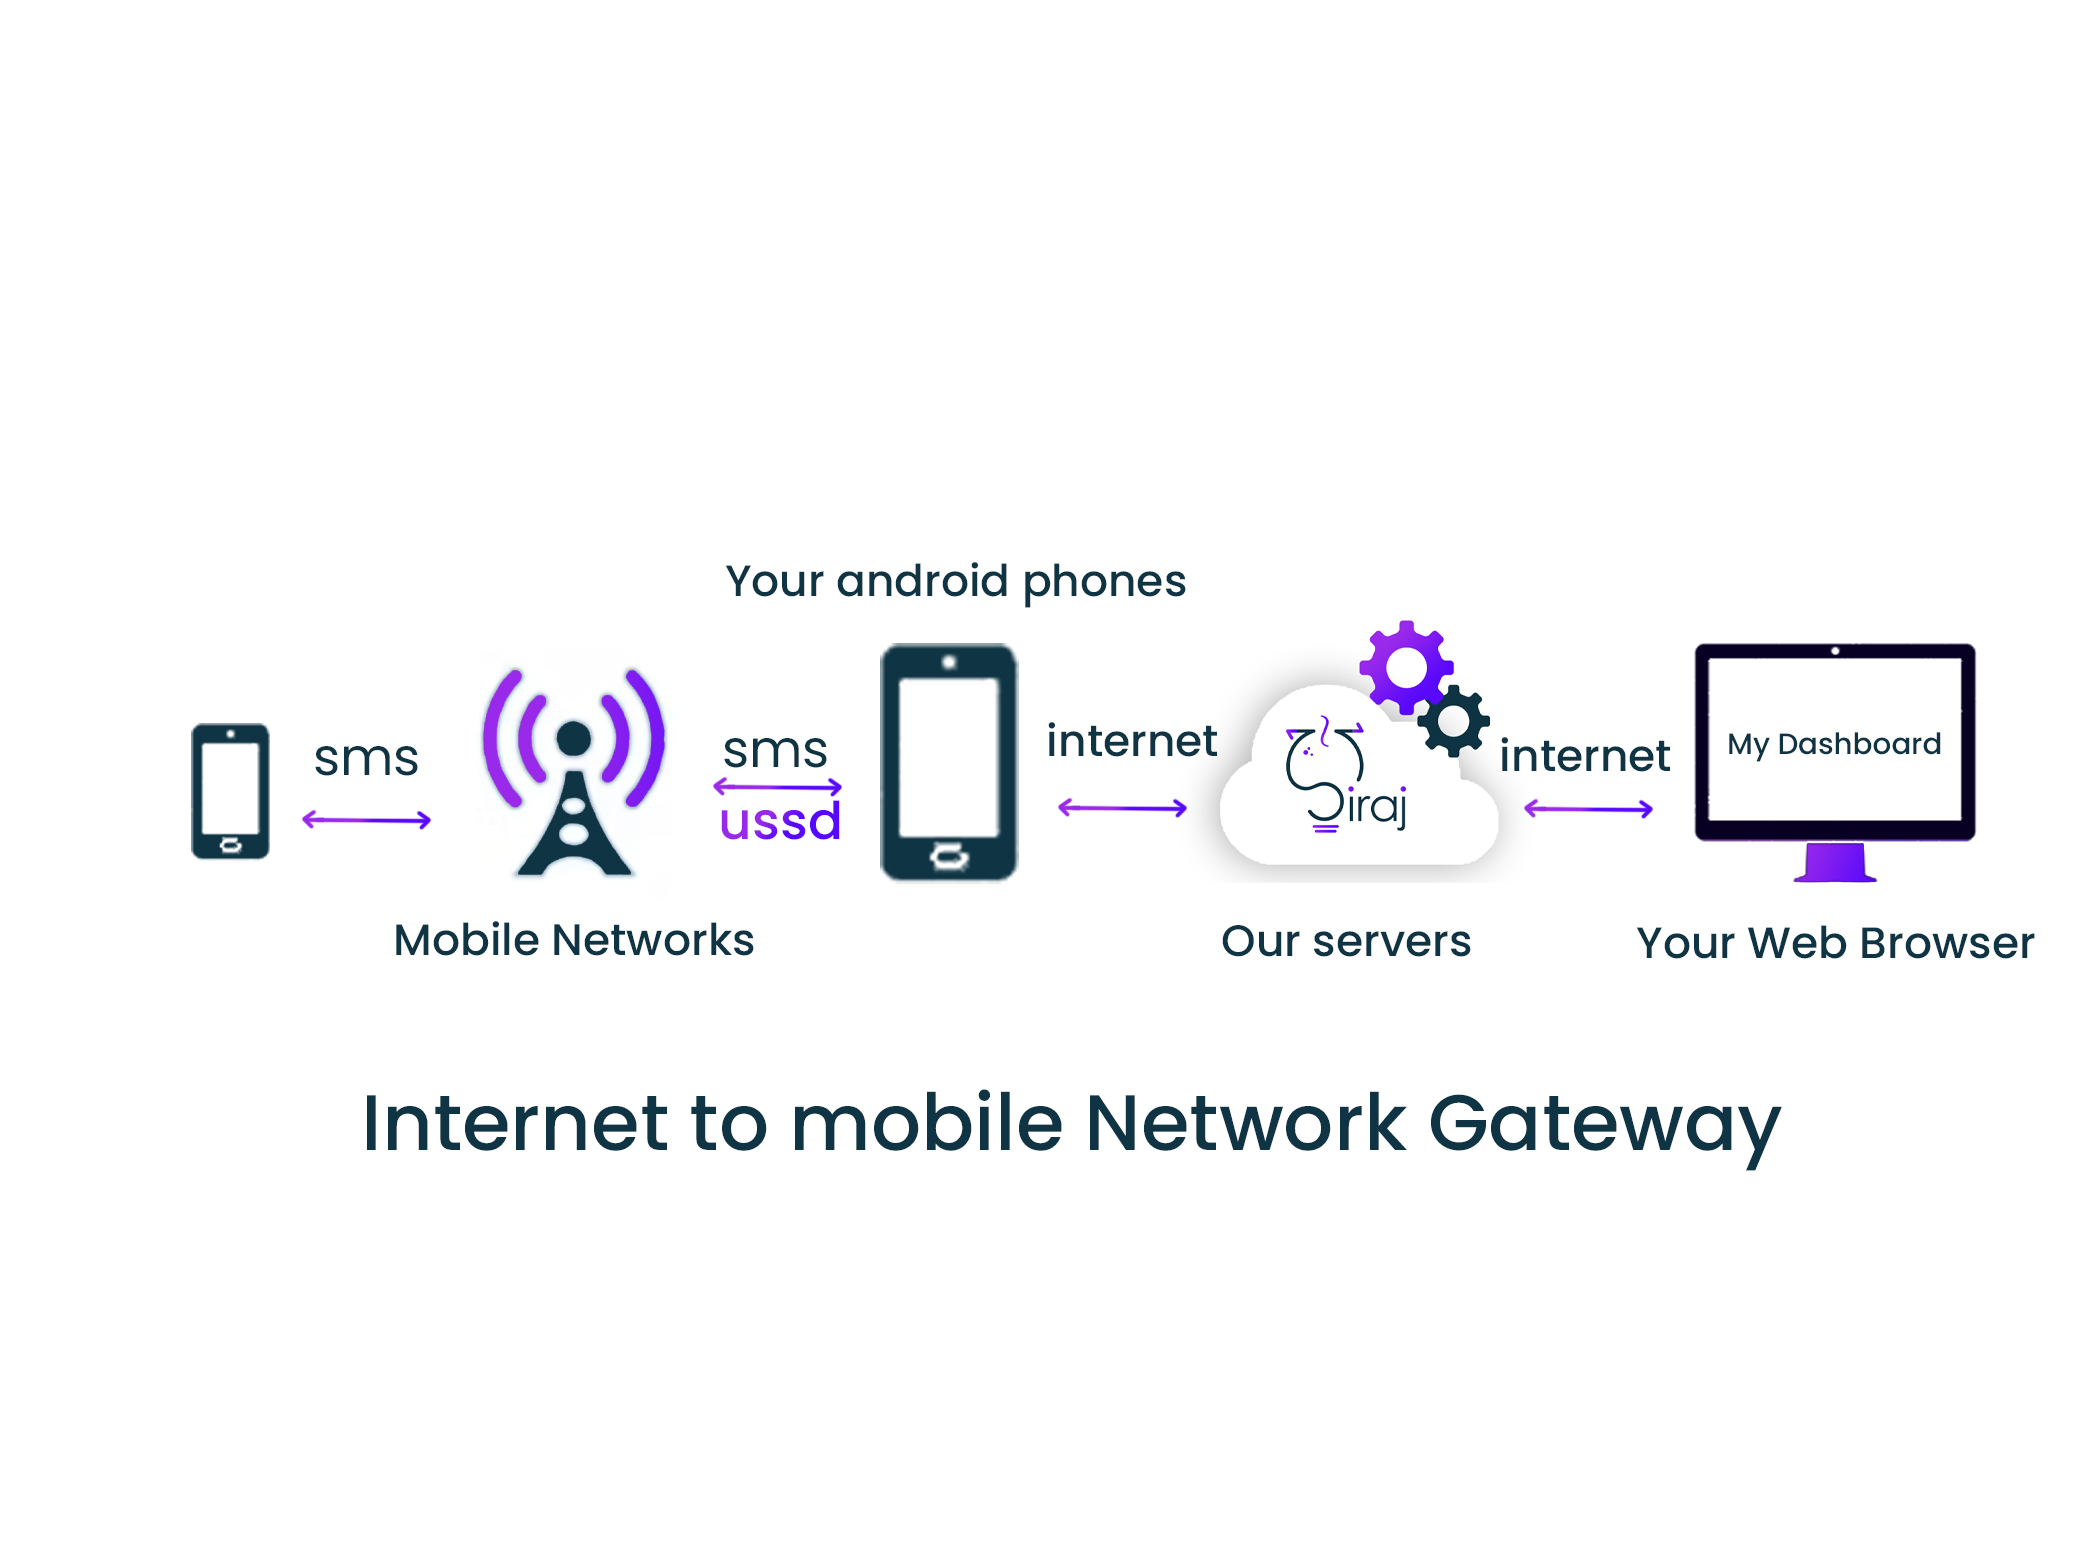 Your android phones
sms
sms
ussd
internet
Siraj
internet
My Dashboard
Mobile Networks
Our servers
Your Web Browser
Internet to mobile Network Gateway